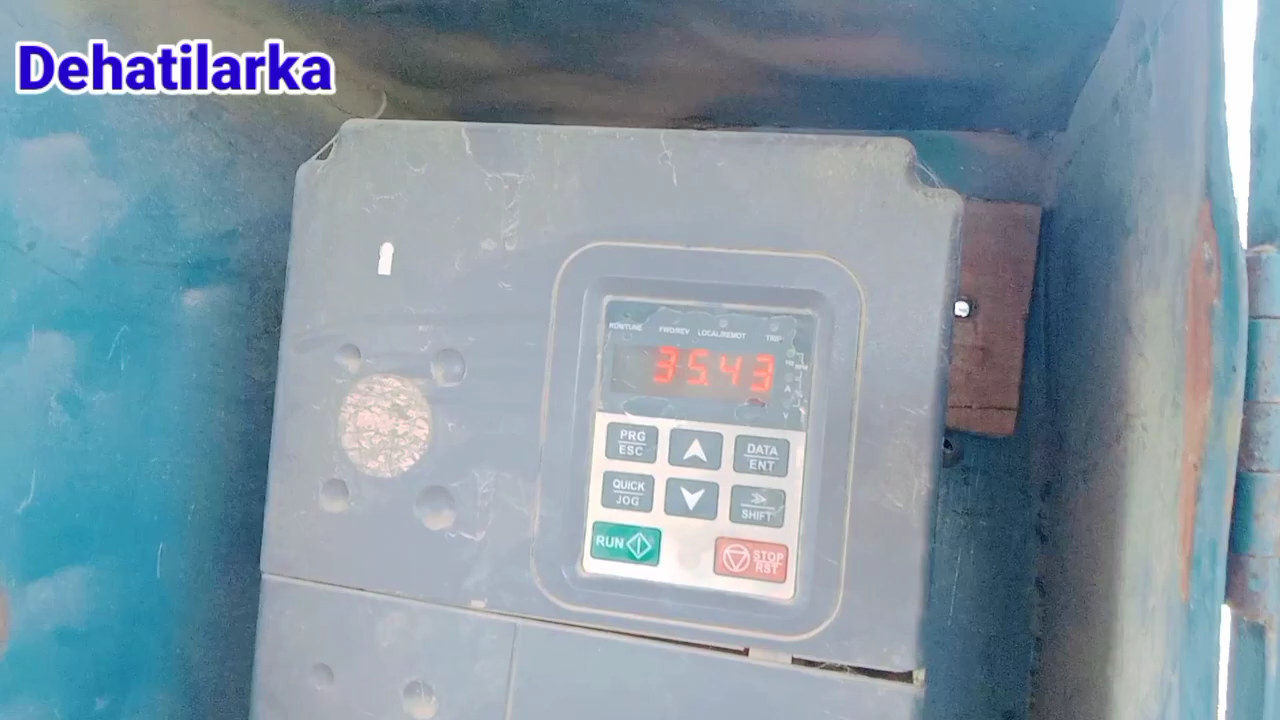 Dehatilarka
RUN/TUNE FWD/REV LOCAL/REMOT TRIP
35.43
PRG
ESC
DATA
ENT
QUICK
JOG
SHIFT
RUN
STOP
RST